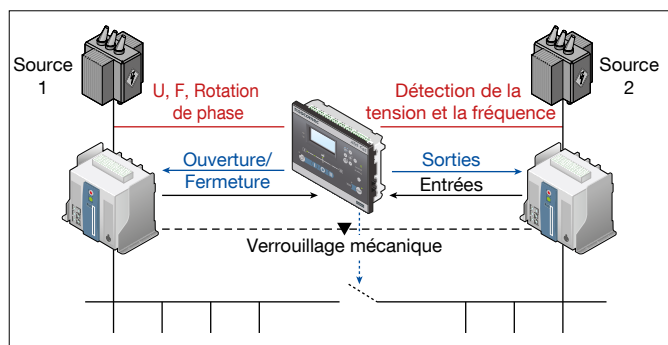 Source
1
U, F, Rotation
de phase
Détection de la
tension et la fréquence
Source
2
Ouverture/
Fermeture
Sorties
Entrées
Verrouillage mécanique